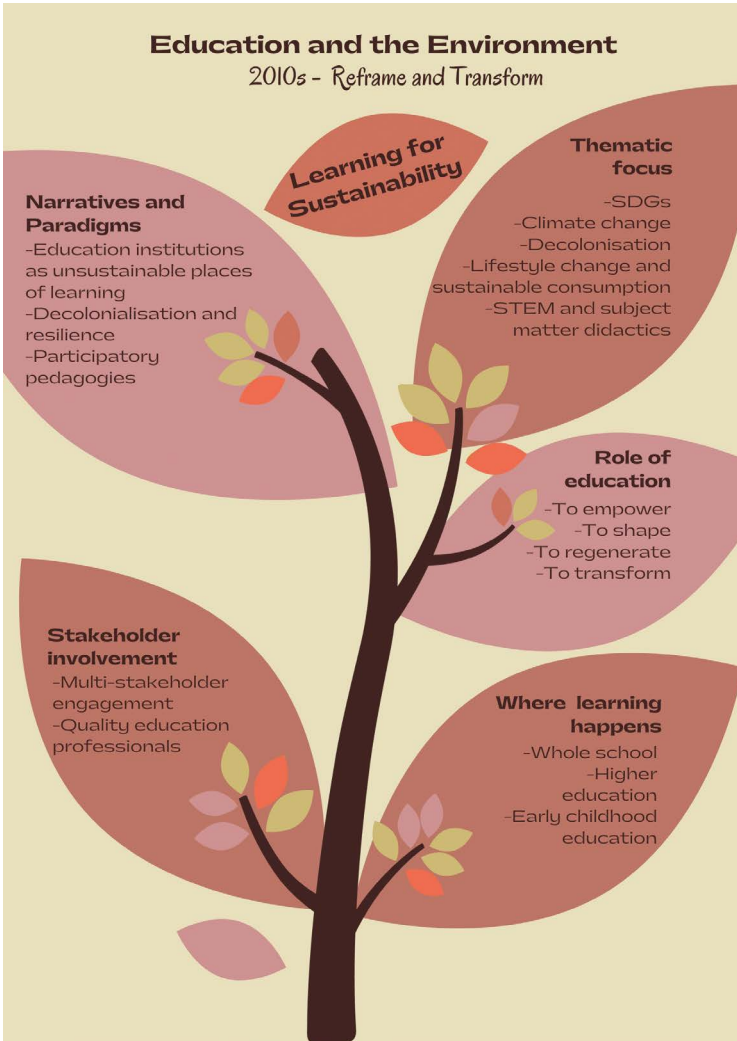 Education and the Environment
2010s - Reframe and Transform
Learning for
Sustainability
Narratives and
Paradigms
-Education institutions
as unsustainable places
of learning
-Decolonialisation and
resilience
-Participatory
pedagogies
Thematic
focus
-SDGs
-Climate change
-Decolonisation
-Lifestyle change and
sustainable consumption
-STEM and subject
matter didactics
Role of
education
-To empower
-To shape
-To regenerate
-To transform
Stakeholder
involvement
-Multi-stakeholder
engagement
-Quality education
professionals
Where learning
happens
-Whole school
-Higher
education
-Early childhood
education